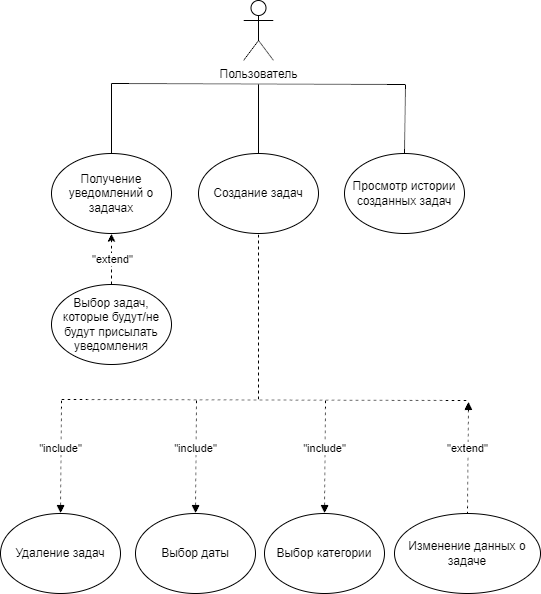 Пользователь
Получение
уведомлений о
задачах
Создание задач
Просмотр истории
созданных задач
"extend"
Выбор задач,
которые будут/не
будут присылать
уведомления
"include"
"include"
"include"
"extend"
Удаление задач
Выбор даты
Выбор категории
Изменение данных о
задаче